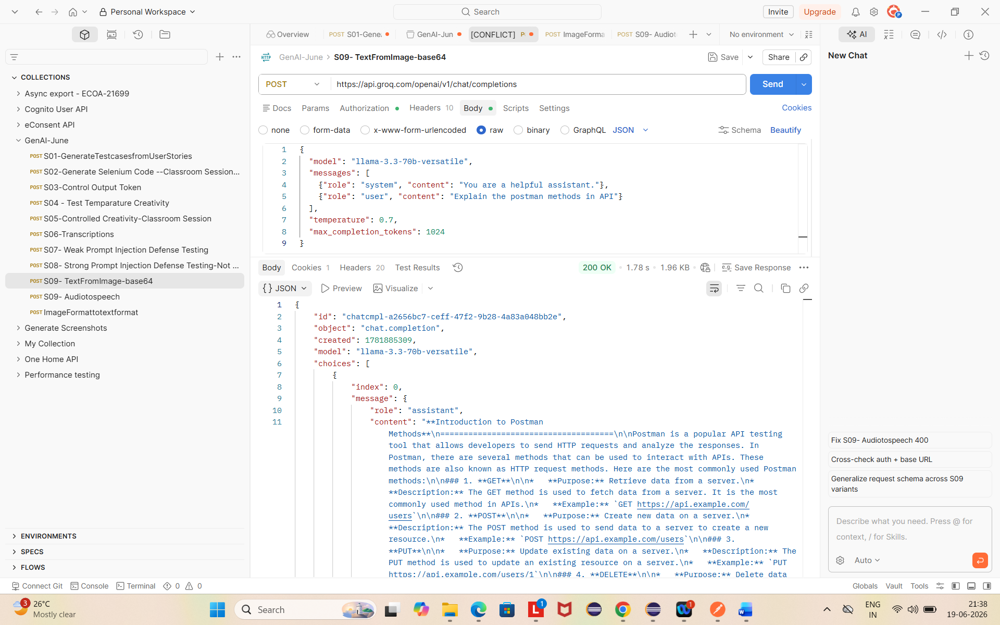 Personal Workspace
Search
Invite
Upgrade
Overview
POST S01-Gene
GenAI-Jun
[CONFLICT]
POST ImageForma
POST S09- Audiot
No environment
AI
GenAI-June > S09- TextFromImage-base64
Save
Share
New Chat
COLLECTIONS
Async export - ECOA-21699
Cognito User API
eConsent API
GenAI-June
POST S01-GenerateTestcasesfromUserStories
POST S02-Generate Selenium Code --Classroom Session...
POST S03-Control Output Token
POST S04 - Test Temparature Creativity
POST S05-Controlled Creativity-Classroom Session
POST S06-Transcriptions
POST S07- Weak Prompt Injection Defense Testing
POST S08- Strong Prompt Injection Defense Testing-Not ...
POST S09- TextFromImage-base64
POST S09- Audiotospeech
POST ImageFormattotextformat
Generate Screenshots
My Collection
One Home API
Performance testing
ENVIRONMENTS
SPECS
FLOWS
HTTP
POST https://api.groq.com/openai/v1/chat/completions
Send
Docs Params Authorization Headers 10 Body Scripts Settings
Cookies
none form-data x-www-form-urlencoded raw binary GraphQL JSON
Schema Beautify
1 {
2 "model": "llama-3.3-70b-versatile",
3 "messages": [
4 {"role": "system", "content": "You are a helpful assistant."},
5 {"role": "user", "content": "Explain the postman methods in API"}
6 ],
7 "temperature": 0.7,
8 "max_completion_tokens": 1024
9 }
Body Cookies 1 Headers 20 Test Results
200 OK • 1.78 s • 1.96 KB
e.g. Save Response
{} JSON Preview Visualize
1 {
2 "id": "chatcmpl-a2656bc7-ceff-47f2-9b28-4a83a048bb2e",
3 "object": "chat.completion",
4 "created": 1781885309,
5 "model": "llama-3.3-70b-versatile",
6 "choices": [
7 {
8 "index": 0,
9 "message": {
10 "role": "assistant",
11 "content": "**Introduction to Postman
Methods**\n=====================================\n\nPostman is a popular API testing
tool that allows developers to send HTTP requests and analyze the responses. In
Postman, there are several methods that can be used to interact with APIs. These
methods are also known as HTTP request methods. Here are the most commonly used Postman
methods:\n\n### 1. **GET**\n\n*   **Purpose:** Retrieve data from a server.\n*
**Description:** The GET method is used to fetch data from a server. It is the most
commonly used method in APIs.\n*   **Example:** `GET https://api.example.com/
users`\n\n### 2. **POST**\n\n*   **Purpose:** Create new data on a server.\n*
**Description:** The POST method is used to send data to a server to create a new
resource.\n*   **Example:** `POST https://api.example.com/users`\n\n### 3.
**PUT**\n\n*   **Purpose:** Update existing data on a server.\n*   **Description:** The
PUT method is used to update an existing resource on a server.\n*   **Example:** `PUT
https://api.example.com/users/1`\n\n### 4. **DELETE**\n\n*   **Purpose:** Delete data
Fix S09- Audiotospeech 400
Cross-check auth + base URL
Generalize request schema across S09
variants
Describe what you need. Press @ for
context, / for Skills.
Auto
Connect Git Console Terminal 0 0
Globals Vault Tools
3
26°C
Mostly clear
Search
1
1
ENG
IN
21:38
19-06-2026